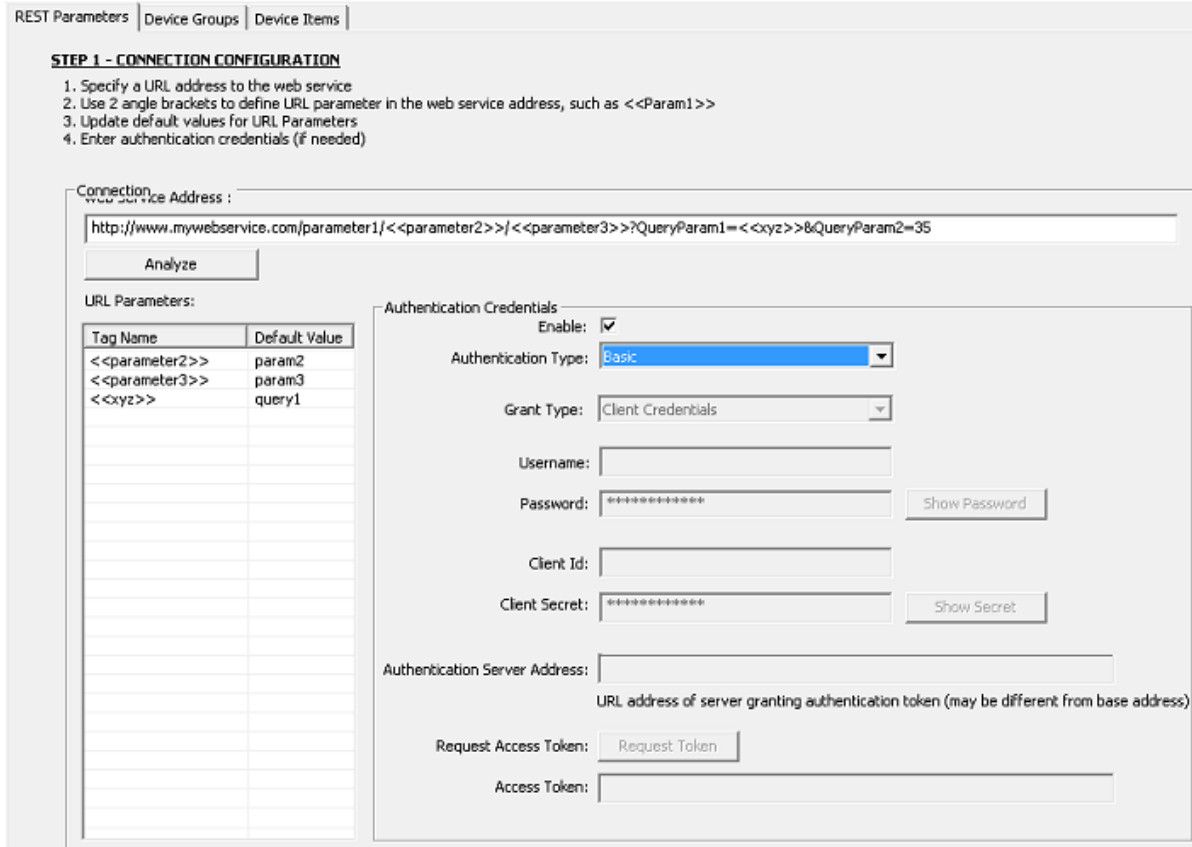 REST Parameters Device Groups Device Items
STEP 1 - CONNECTION CONFIGURATION
1. Specify a URL address to the web service
2. Use 2 angle brackets to define URL parameter in the web service address, such as <<Param1>>
3. Update default values for URL Parameters
4. Enter authentication credentials (if needed)
Connection
Web Service Address :
http://www.mywebservice.com/parameter1/<<parameter2>>/<<parameter3>>?QueryParam1=<<xyz>>&QueryParam2=35
Analyze
URL Parameters:
Tag Name Default Value
<<parameter2>> param2
<<parameter3>> param3
<<xyz>> query1
Authentication Credentials
Enable:
Authentication Type: Basic
Grant Type: Client Credentials
Username:
Password: ************ Show Password
Client Id:
Client Secret: ************ Show Secret
Authentication Server Address:
URL address of server granting authentication token (may be different from base address)
Request Access Token: Request Token
Access Token: